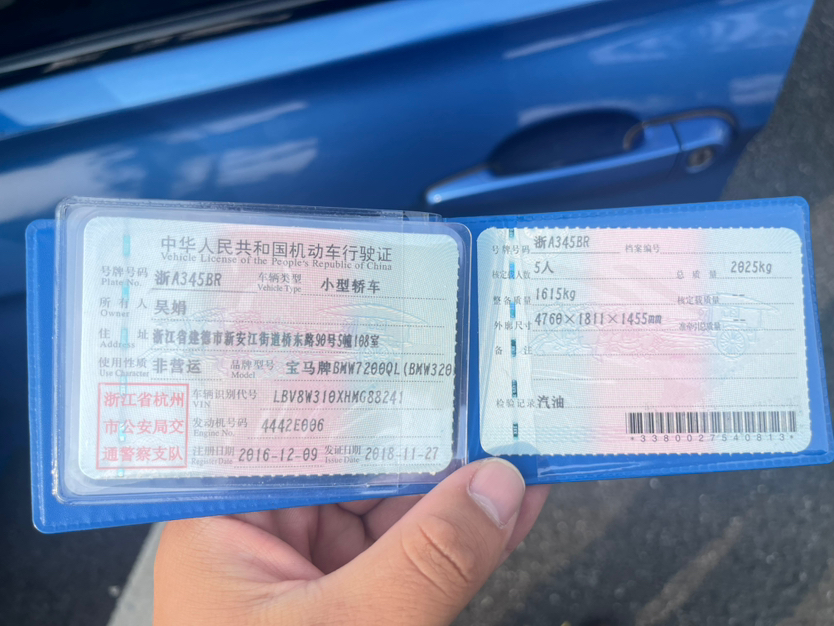 中华人民共和国机动车行驶证
Vehicle License of the People's Republic of China
号牌号码 浙A345BR 车辆类型 小型轿车
Plate No. Vehicle Type
所有人 吴娟
Owner
住址 浙江省建德市新安江街道桥东路90号5幢108室
Address
使用性质 非营运 品牌型号 宝马牌BMW7200QL(BMW320
Use Character Model
浙江省杭州
市公安局交
通警察支队
车辆识别代号 LBV8W310XHMG88241
VIN
发动机号码 4442E006
Engine No.
注册日期 2016-12-09 发证日期 2018-11-27
Register Date Issue Date
号牌号码 浙A345BR 档案编号
核定载人数 5人 总质量 2025kg
整备质量 1615kg 核定载质量 --
外廓尺寸 4760×1811×1455mm 准牵引总质量 --
备注
检验记录 汽油
*3380027540813*